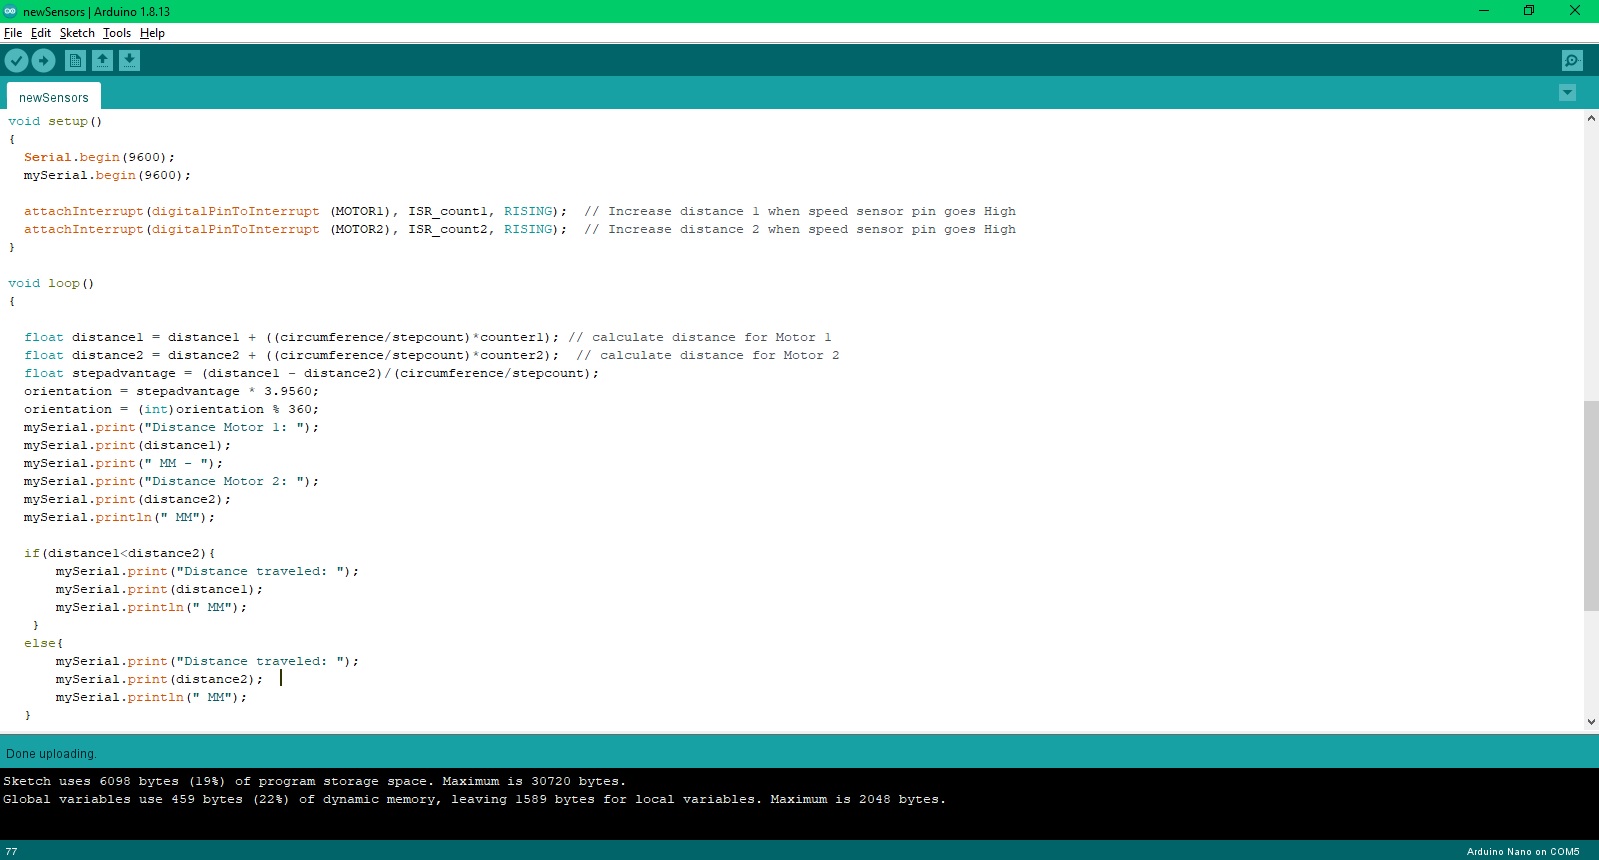 newSensors | Arduino 1.8.13
File Edit Sketch Tools Help
newSensors
void setup()
{
  Serial.begin(9600);
  mySerial.begin(9600);

  attachInterrupt(digitalPinToInterrupt (MOTOR1), ISR_count1, RISING);  // Increase distance 1 when speed sensor pin goes High
  attachInterrupt(digitalPinToInterrupt (MOTOR2), ISR_count2, RISING);  // Increase distance 2 when speed sensor pin goes High
}

void loop()
{

  float distance1 = distance1 + ((circumference/stepcount)*counter1); // calculate distance for Motor 1
  float distance2 = distance2 + ((circumference/stepcount)*counter2);  // calculate distance for Motor 2
  float stepadvantage = (distance1 - distance2)/(circumference/stepcount);
  orientation = stepadvantage * 3.9560;
  orientation = (int)orientation % 360;
  mySerial.print("Distance Motor 1: ");
  mySerial.print(distance1);
  mySerial.print(" MM - ");
  mySerial.print("Distance Motor 2: ");
  mySerial.print(distance2);
  mySerial.println(" MM");

  if(distance1<distance2){
      mySerial.print("Distance traveled: ");
      mySerial.print(distance1);
      mySerial.println(" MM");
   }
  else{
      mySerial.print("Distance traveled: ");
      mySerial.print(distance2);
      mySerial.println(" MM");
  }
Done uploading.
Sketch uses 6098 bytes (19%) of program storage space. Maximum is 30720 bytes.
Global variables use 459 bytes (22%) of dynamic memory, leaving 1589 bytes for local variables. Maximum is 2048 bytes.
77
Arduino Nano on COM5